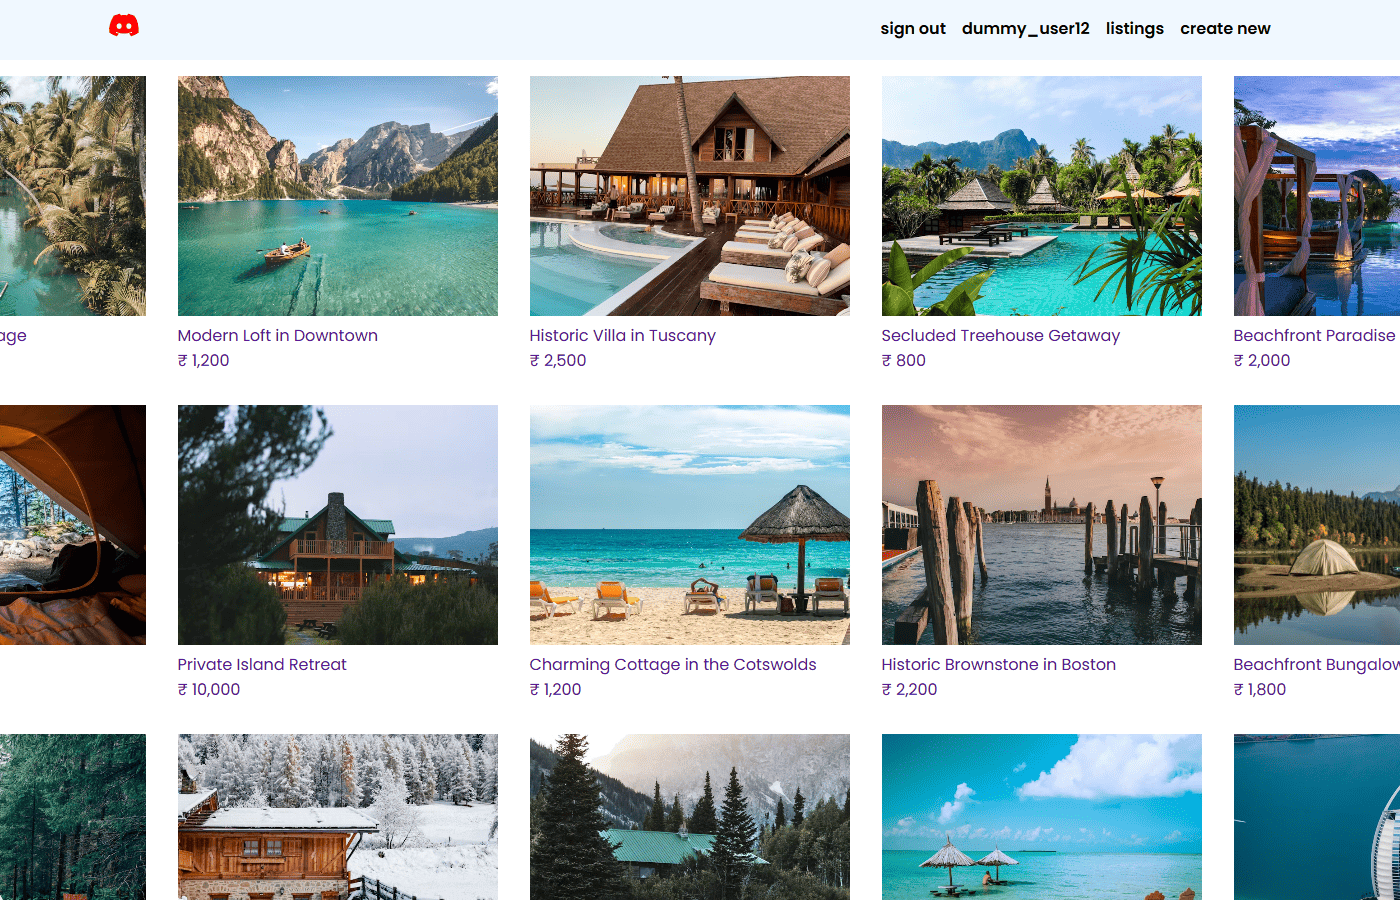 sign out dummy_user12 listings create new
age
Modern Loft in Downtown
₹ 1,200
Historic Villa in Tuscany
₹ 2,500
Secluded Treehouse Getaway
₹ 800
Beachfront Paradise
₹ 2,000
Private Island Retreat
₹ 10,000
Charming Cottage in the Cotswolds
₹ 1,200
Historic Brownstone in Boston
₹ 2,200
Beachfront Bungalow
₹ 1,800